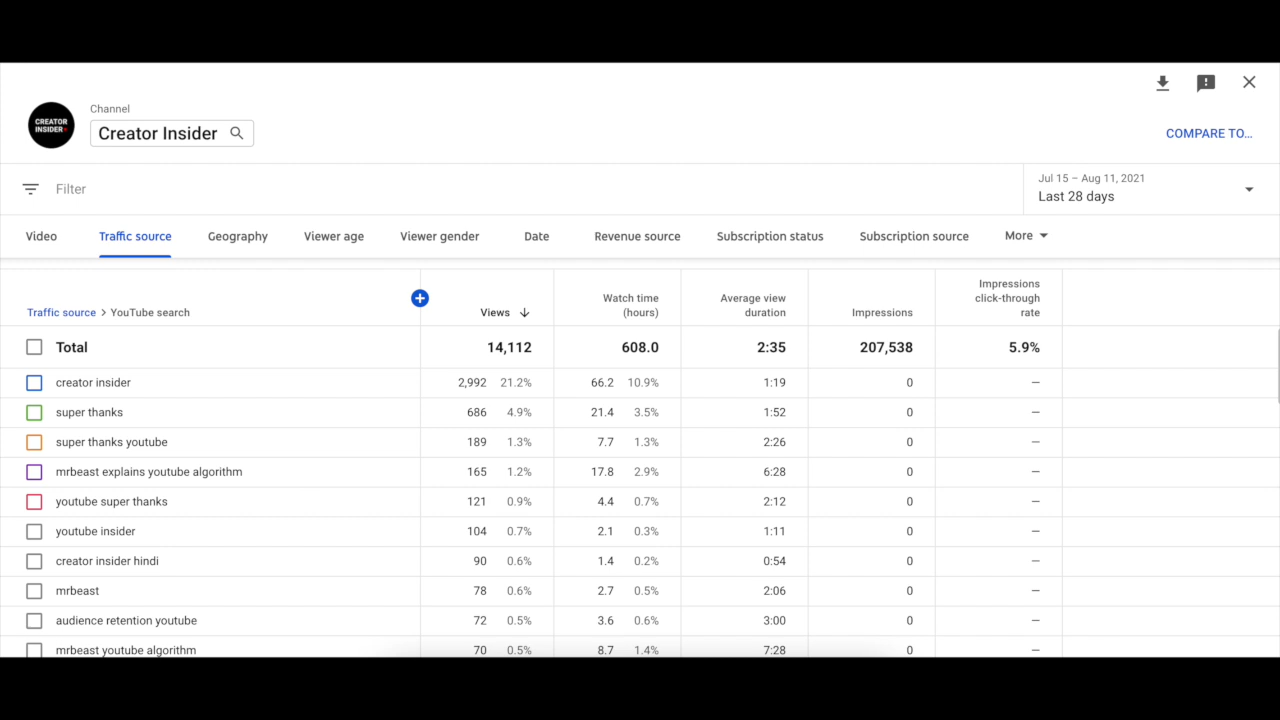 CREATOR
INSIDER
Channel
Creator Insider
COMPARE TO...
Filter
Jul 15 – Aug 11, 2021
Last 28 days
Video Traffic source Geography Viewer age Viewer gender Date Revenue source Subscription status Subscription source More
Traffic source > YouTube search Views Watch time (hours) Average view duration Impressions Impressions click-through rate
Total 14,112 608.0 2:35 207,538 5.9%
creator insider 2,992 21.2% 66.2 10.9% 1:19 0 –
super thanks 686 4.9% 21.4 3.5% 1:52 0 –
super thanks youtube 189 1.3% 7.7 1.3% 2:26 0 –
mrbeast explains youtube algorithm 165 1.2% 17.8 2.9% 6:28 0 –
youtube super thanks 121 0.9% 4.4 0.7% 2:12 0 –
youtube insider 104 0.7% 2.1 0.3% 1:11 0 –
creator insider hindi 90 0.6% 1.4 0.2% 0:54 0 –
mrbeast 78 0.6% 2.7 0.5% 2:06 0 –
audience retention youtube 72 0.5% 3.6 0.6% 3:00 0 –
mrbeast youtube algorithm 70 0.5% 8.7 1.4% 7:28 0 –